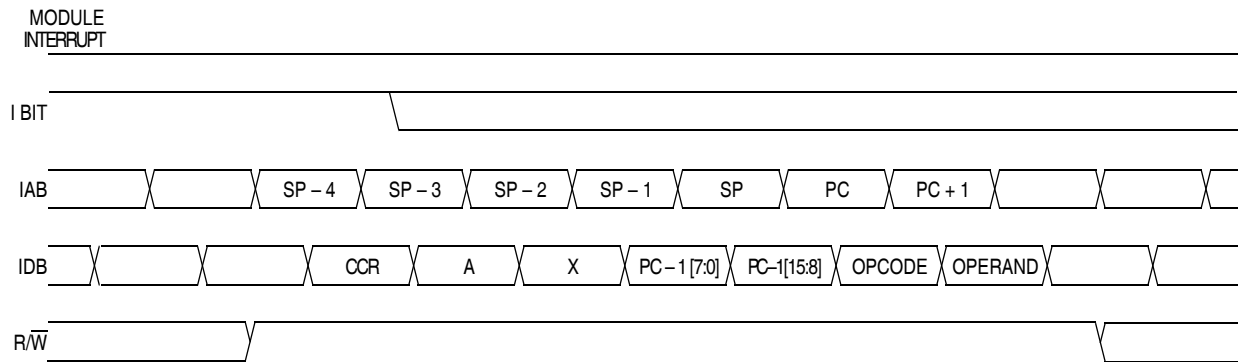 MODULE
INTERRUPT
I BIT
IAB SP – 4 SP – 3 SP – 2 SP – 1 SP PC PC + 1
IDB CCR A X PC – 1 [7:0] PC–1[15:8] OPCODE OPERAND
R/W̅